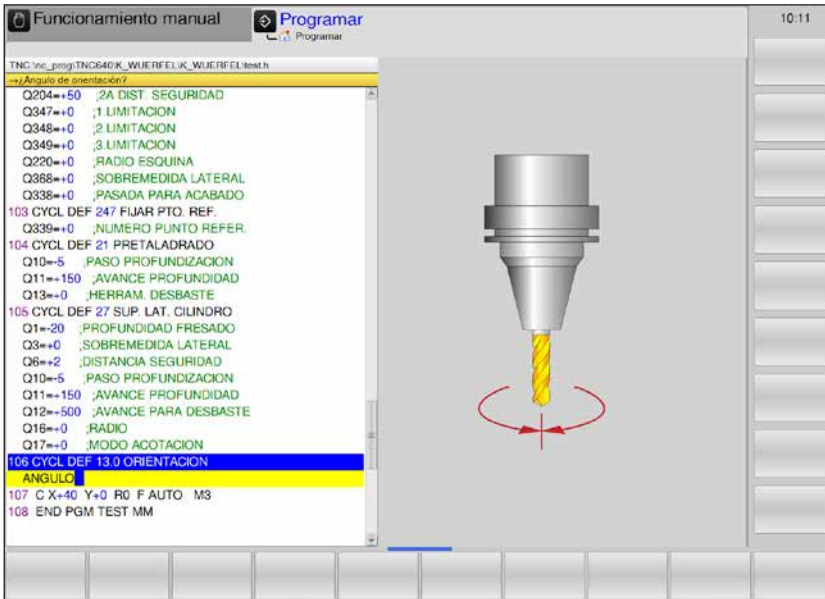 Funcionamiento manual
Programar
Programar
10:11
TNC:\nc_prog\TNC640\K_WUERFEL\K_WUERFEL\test.h
→¿Angulo de orientación?
Q204=+50 ;2A DIST. SEGURIDAD
Q347=+0 ;1.LIMITACION
Q348=+0 ;2.LIMITACION
Q349=+0 ;3.LIMITACION
Q220=+0 ;RADIO ESQUINA
Q368=+0 ;SOBREMEDIDA LATERAL
Q338=+0 ;PASADA PARA ACABADO
103 CYCL DEF 247 FIJAR PTO. REF.
Q339=+0 ;NUMERO PUNTO REFER.
104 CYCL DEF 21 PRETALADRADO
Q10=-5 ;PASO PROFUNDIZACION
Q11=+150 ;AVANCE PROFUNDIDAD
Q13=+0 ;HERRAM. DESBASTE
105 CYCL DEF 27 SUP. LAT. CILINDRO
Q1=-20 ;PROFUNDIDAD FRESADO
Q3=+0 ;SOBREMEDIDA LATERAL
Q6=+2 ;DISTANCIA SEGURIDAD
Q10=-5 ;PASO PROFUNDIZACION
Q11=+150 ;AVANCE PROFUNDIDAD
Q12=+500 ;AVANCE PARA DESBASTE
Q16=+0 ;RADIO
Q17=+0 ;MODO ACOTACION
106 CYCL DEF 13.0 ORIENTACION
ANGULO
107 C X+40 Y+0 R0 F AUTO M3
108 END PGM TEST MM